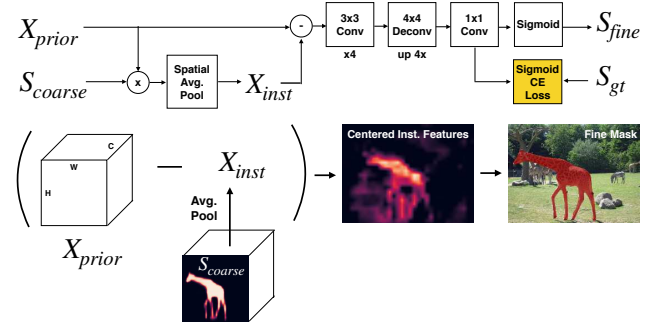 X_prior
S_coarse
x
Spatial
Avg.
Pool
X_inst
-
3x3
Conv
x4
4x4
Deconv
up 4x
1x1
Conv
Sigmoid
S_fine
Sigmoid
CE
Loss
S_gt
(
C
W
H
X_prior
—
X_inst
Avg.
Pool
S_coarse
)
Centered Inst. Features
Fine Mask